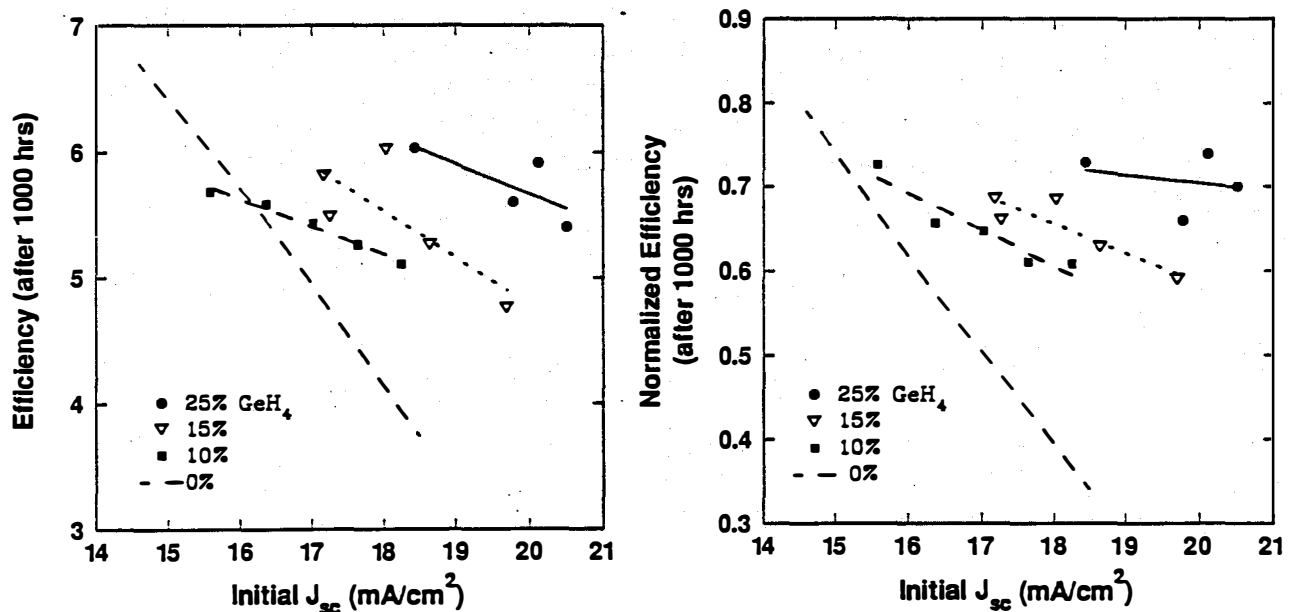 7
6
5
4
3
Efficiency (after 1000 hrs)
25% GeH4
15%
10%
0%
14 15 16 17 18 19 20 21
Initial Jsc (mA/cm2)
0.9
0.8
0.7
0.6
0.5
0.4
0.3
Normalized Efficiency
(after 1000 hrs)
25% GeH4
15%
10%
0%
14 15 16 17 18 19 20 21
Initial Jsc (mA/cm2)